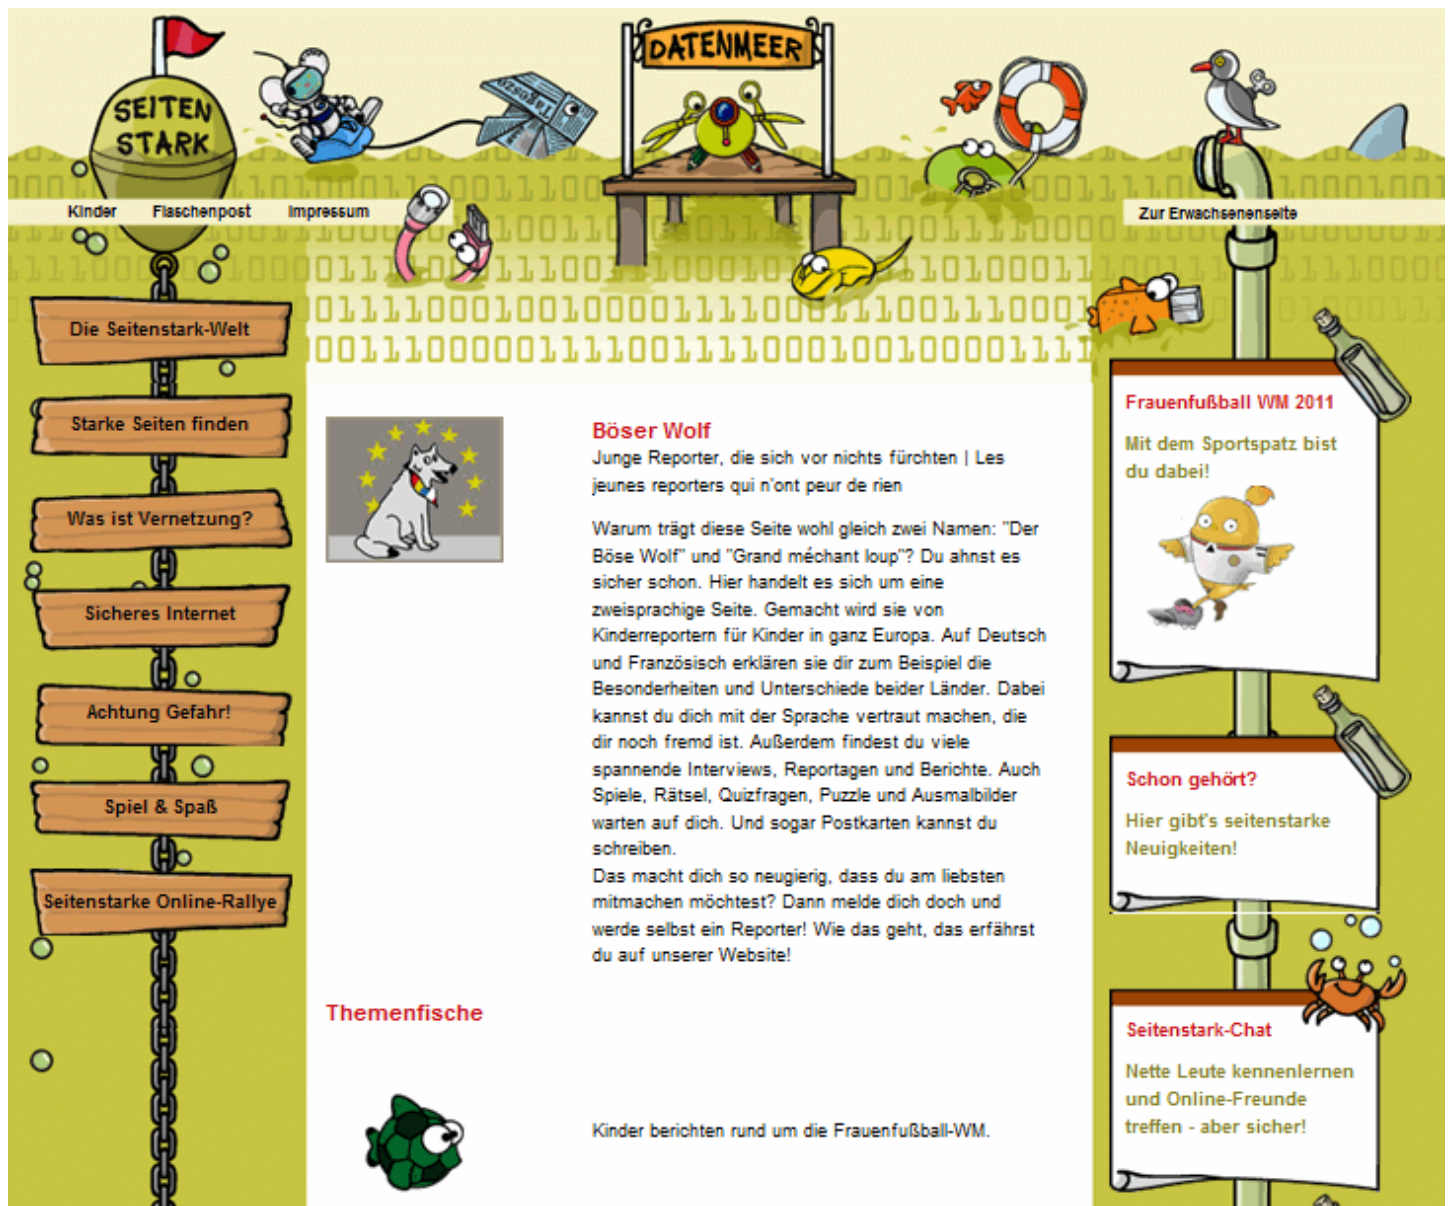 DATENMEER
SEITEN
STARK
Kinder Flaschenpost Impressum
Zur Erwachsenenseite
Die Seitenstark-Welt
Starke Seiten finden
Was ist Vernetzung?
Sicheres Internet
Achtung Gefahr!
Spiel & Spaß
Seitenstarke Online-Rallye
Böser Wolf
Junge Reporter, die sich vor nichts fürchten | Les
jeunes reporters qui n'ont peur de rien
Warum trägt diese Seite wohl gleich zwei Namen: "Der
Böse Wolf" und "Grand méchant loup"? Du ahnst es
sicher schon. Hier handelt es sich um eine
zweisprachige Seite. Gemacht wird sie von
Kinderreportern für Kinder in ganz Europa. Auf Deutsch
und Französisch erklären sie dir zum Beispiel die
Besonderheiten und Unterschiede beider Länder. Dabei
kannst du dich mit der Sprache vertraut machen, die
dir noch fremd ist. Außerdem findest du viele
spannende Interviews, Reportagen und Berichte. Auch
Spiele, Rätsel, Quizfragen, Puzzle und Ausmalbilder
warten auf dich. Und sogar Postkarten kannst du
schreiben.
Das macht dich so neugierig, dass du am liebsten
mitmachen möchtest? Dann melde dich doch und
werde selbst ein Reporter! Wie das geht, das erfährst
du auf unserer Website!
Themenfische
Kinder berichten rund um die Frauenfußball-WM.
Frauenfußball WM 2011
Mit dem Sportspatz bist
du dabei!
Schon gehört?
Hier gibt's seitenstarke
Neuigkeiten!
Seitenstark-Chat
Nette Leute kennenlernen
und Online-Freunde
treffen - aber sicher!